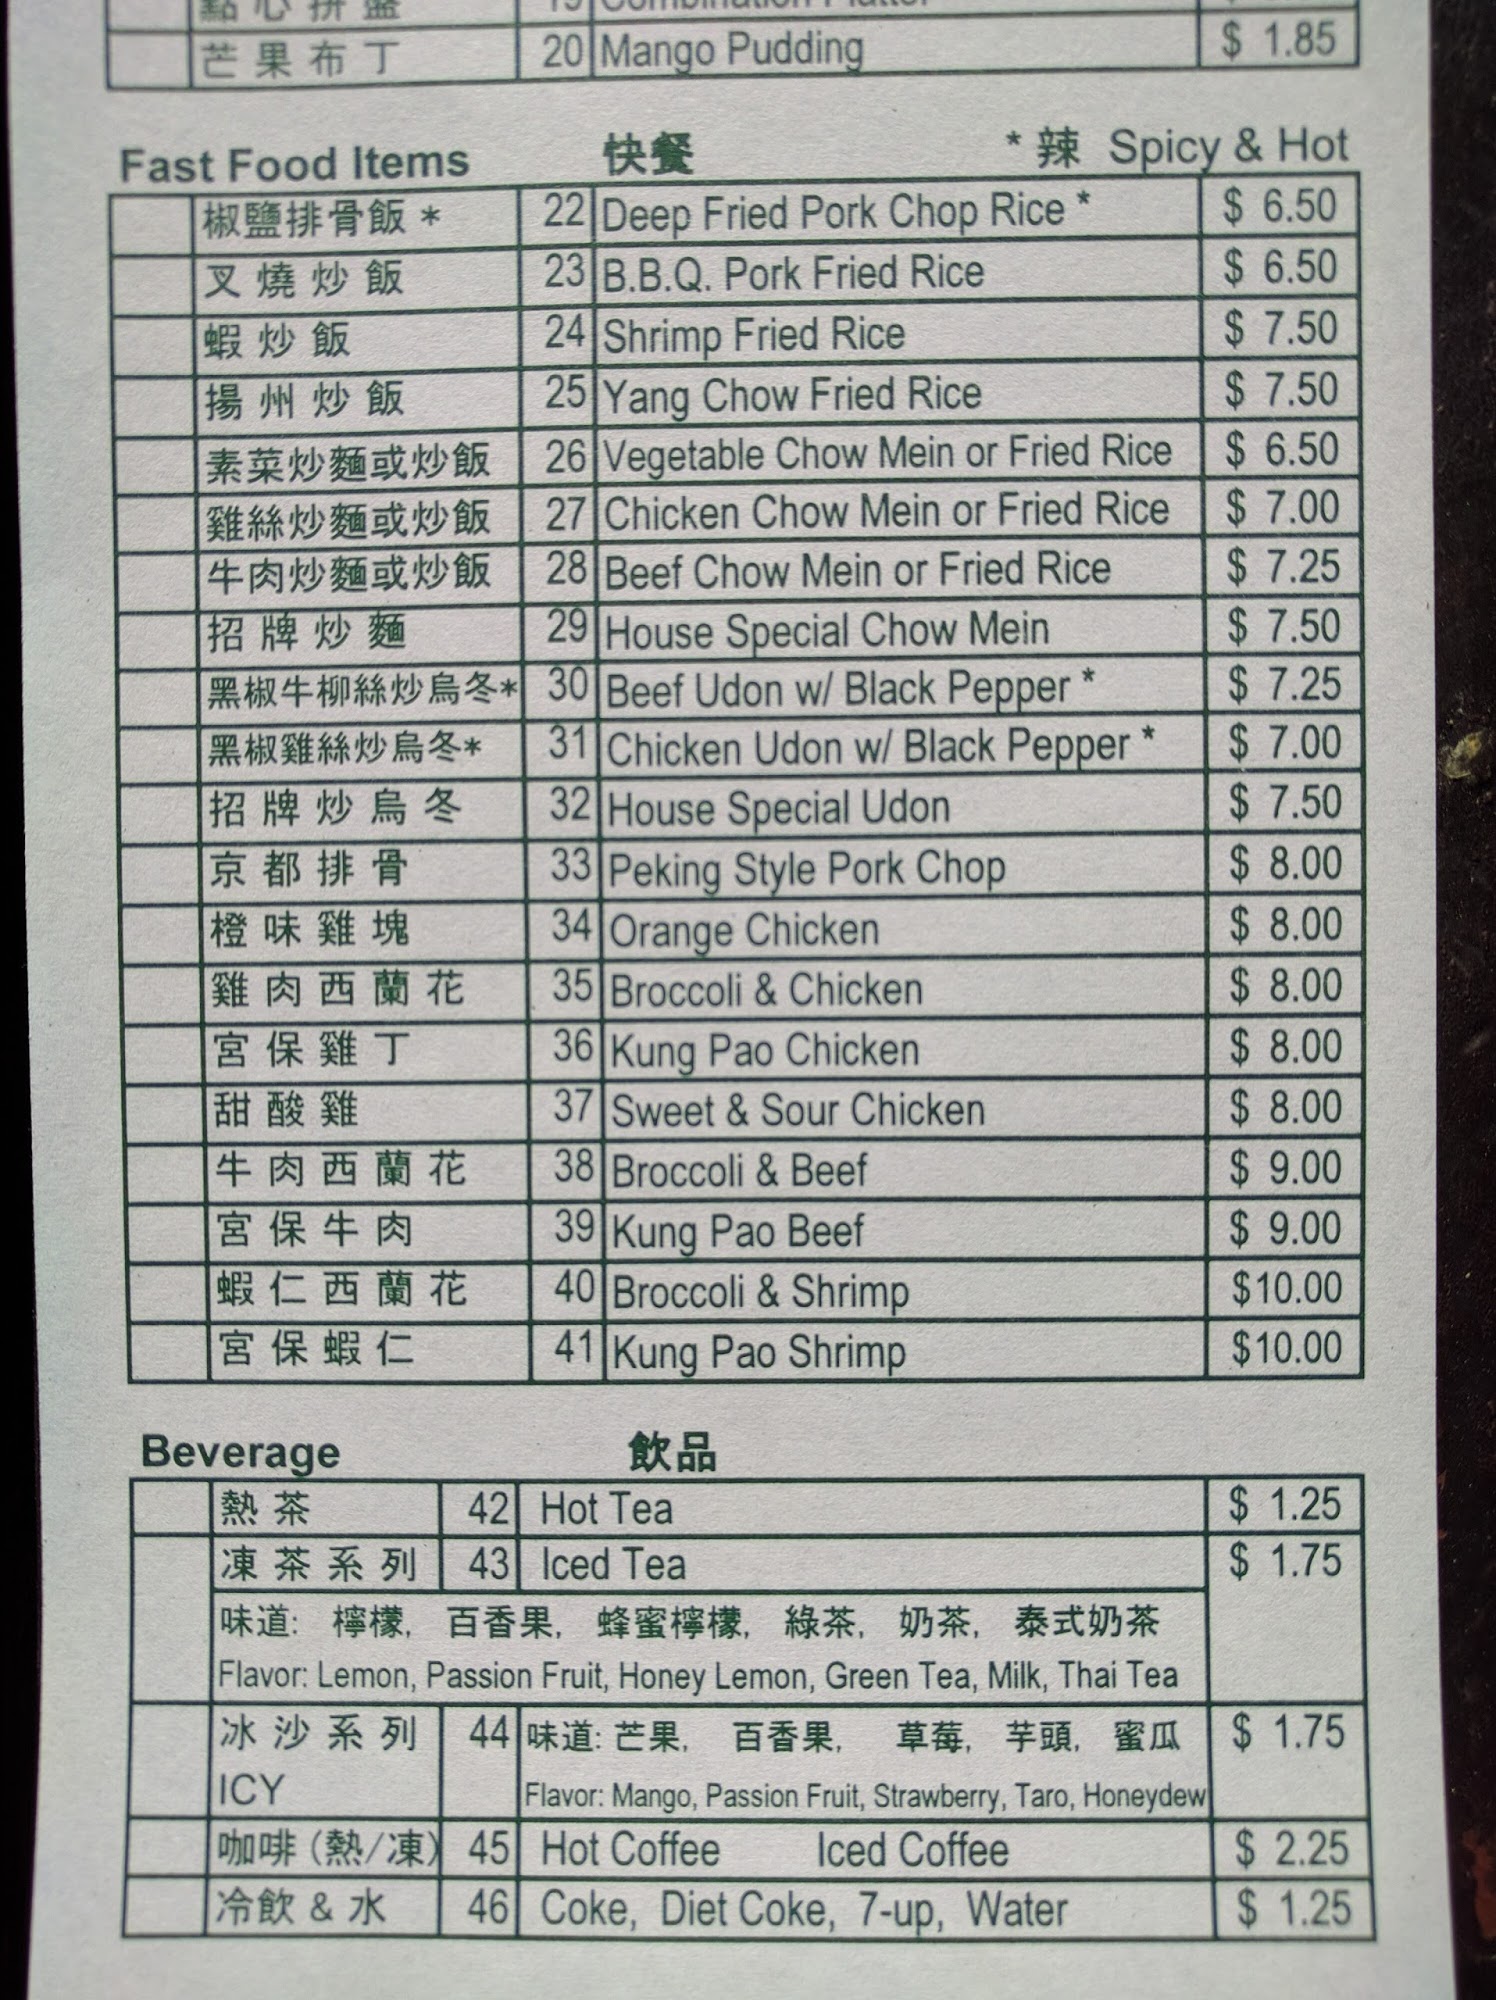 點心拼盤 19 Combination Platter
芒果布丁 20 Mango Pudding $ 1.85
Fast Food Items 快餐 * 辣 Spicy & Hot
椒鹽排骨飯 * 22 Deep Fried Pork Chop Rice * $ 6.50
叉燒炒飯 23 B.B.Q. Pork Fried Rice $ 6.50
蝦炒飯 24 Shrimp Fried Rice $ 7.50
揚州炒飯 25 Yang Chow Fried Rice $ 7.50
素菜炒麵或炒飯 26 Vegetable Chow Mein or Fried Rice $ 6.50
雞絲炒麵或炒飯 27 Chicken Chow Mein or Fried Rice $ 7.00
牛肉炒麵或炒飯 28 Beef Chow Mein or Fried Rice $ 7.25
招牌炒麵 29 House Special Chow Mein $ 7.50
黑椒牛柳絲炒烏冬* 30 Beef Udon w/ Black Pepper * $ 7.25
黑椒雞絲炒烏冬* 31 Chicken Udon w/ Black Pepper * $ 7.00
招牌炒烏冬 32 House Special Udon $ 7.50
京都排骨 33 Peking Style Pork Chop $ 8.00
橙味雞塊 34 Orange Chicken $ 8.00
雞肉西蘭花 35 Broccoli & Chicken $ 8.00
宮保雞丁 36 Kung Pao Chicken $ 8.00
甜酸雞 37 Sweet & Sour Chicken $ 8.00
牛肉西蘭花 38 Broccoli & Beef $ 9.00
宮保牛肉 39 Kung Pao Beef $ 9.00
蝦仁西蘭花 40 Broccoli & Shrimp $10.00
宮保蝦仁 41 Kung Pao Shrimp $10.00
Beverage 飲品
熱茶 42 Hot Tea $ 1.25
凍茶系列 43 Iced Tea $ 1.75
味道: 檸檬, 百香果, 蜂蜜檸檬, 綠茶, 奶茶, 泰式奶茶
Flavor: Lemon, Passion Fruit, Honey Lemon, Green Tea, Milk, Thai Tea
冰沙系列 44 味道: 芒果, 百香果, 草莓, 芋頭, 蜜瓜 $ 1.75
ICY Flavor: Mango, Passion Fruit, Strawberry, Taro, Honeydew
咖啡 (熱/凍) 45 Hot Coffee Iced Coffee $ 2.25
冷飲 & 水 46 Coke, Diet Coke, 7-up, Water $ 1.25